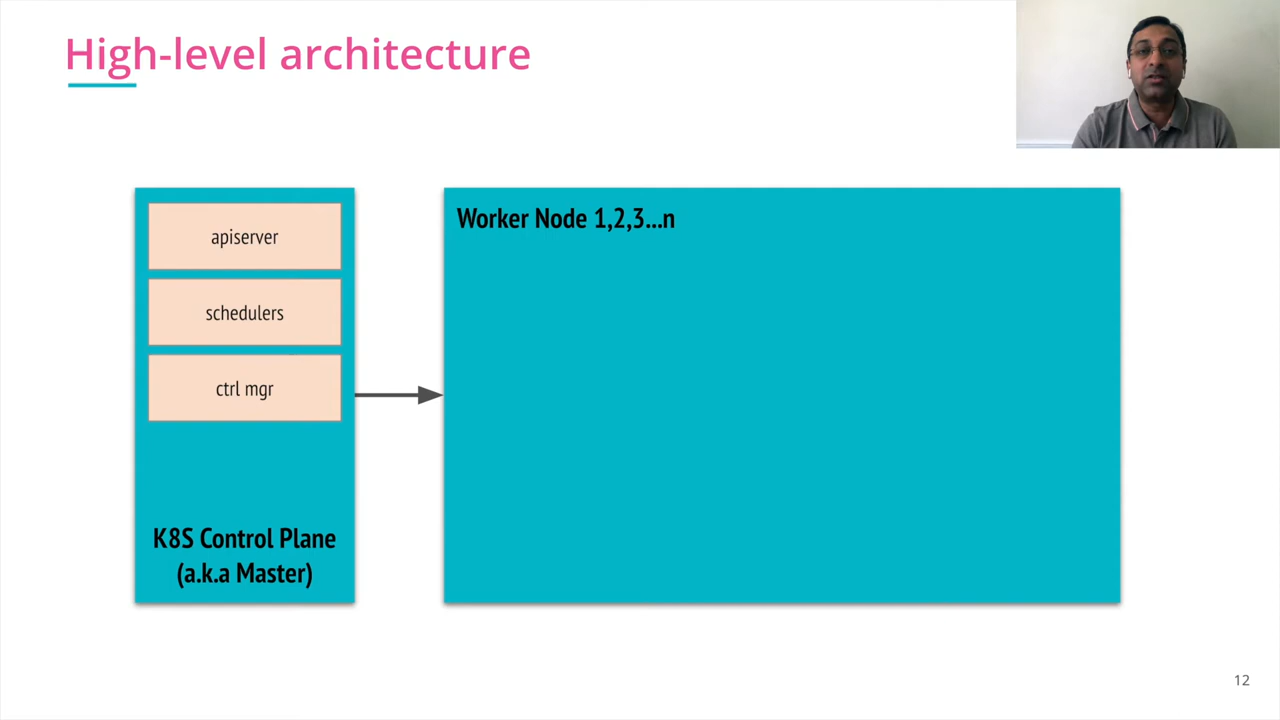 High-level architecture
apiserver
schedulers
ctrl mgr
K8S Control Plane
(a.k.a Master)
Worker Node 1,2,3...n
12